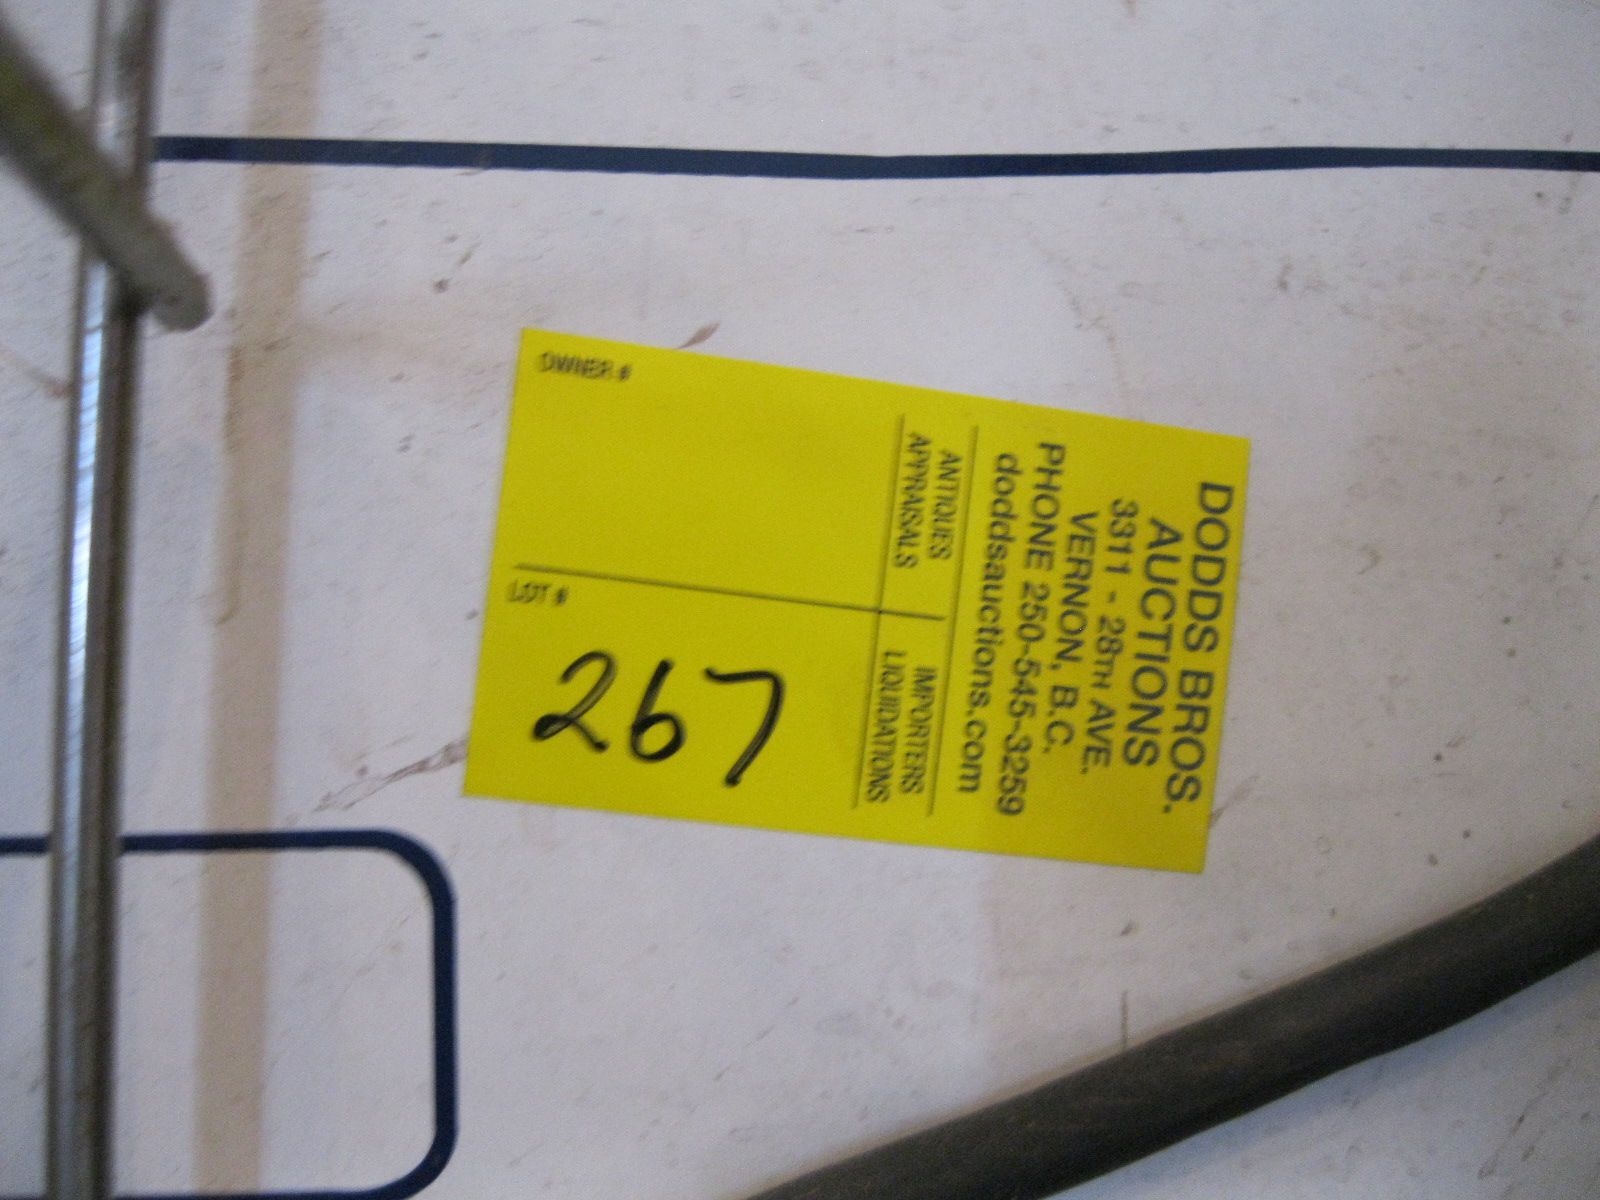 DODDS BROS.
AUCTIONS
3311 - 28TH AVE.
VERNON, B.C.
PHONE 250-545-3259
doddsauctions.com
ANTIQUES IMPORTERS
APPRAISALS LIQUIDATIONS
OWNER #
LOT #
267